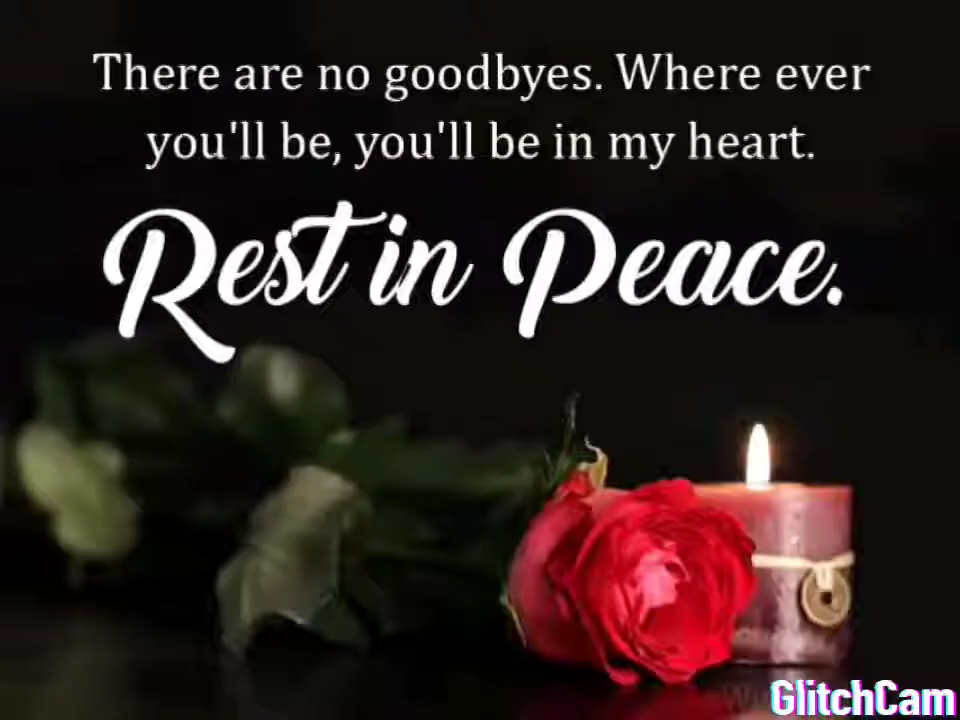 There are no goodbyes. Where ever
you'll be, you'll be in my heart.
Rest in Peace.
GlitchCam